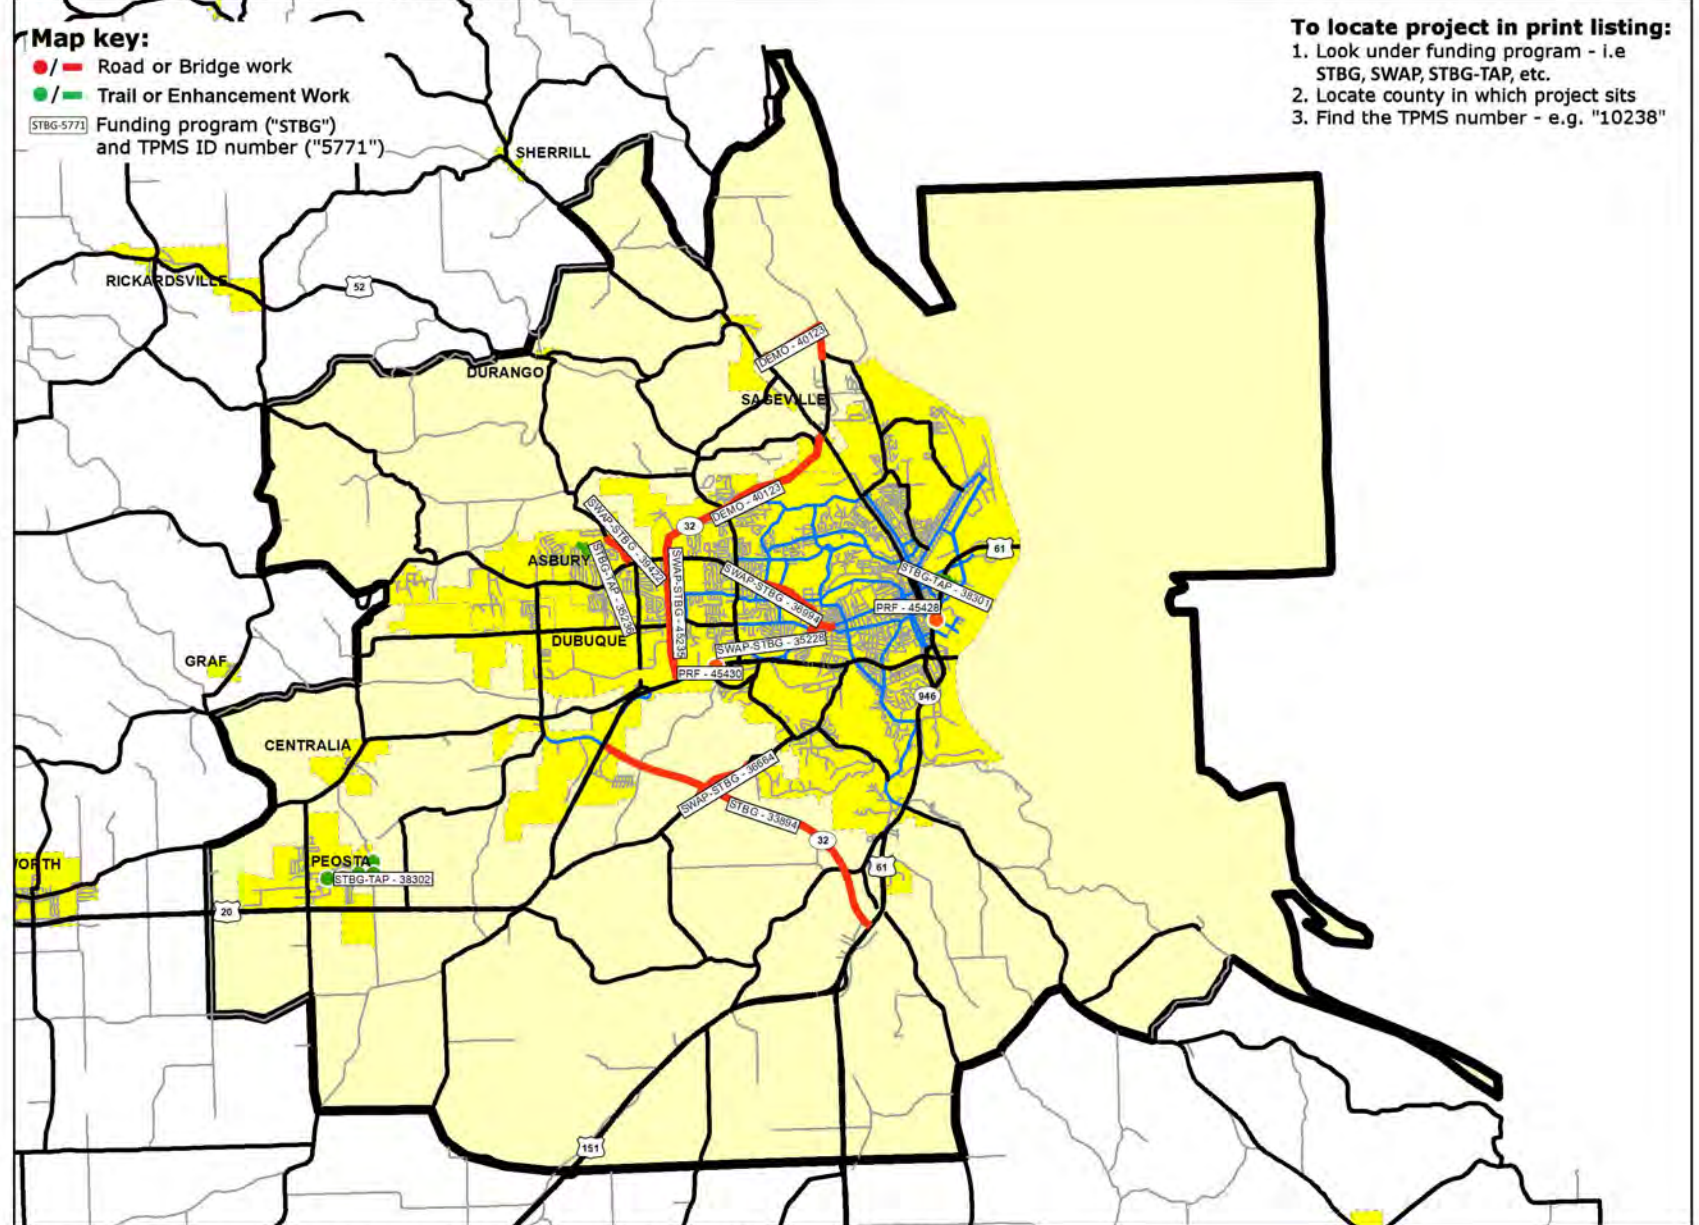 Map key:
Road or Bridge work
Trail or Enhancement Work
STBG-5771 Funding program ("STBG")
and TPMS ID number ("5771")
To locate project in print listing:
1. Look under funding program - i.e
STBG, SWAP, STBG-TAP, etc.
2. Locate county in which project sits
3. Find the TPMS number - e.g. "10238"
SHERRILL
RICKARDSVILLE
52
DEMO - 40123
DURANGO
SAGEVILLE
DEMO - 40123
SWAP-STBG - 39422
32
61
ASBURY
STBG-TAP - 35236
SWAP-STBG - 45235
SWAP-STBG - 36994
STBG-TAP - 38301
PRF - 45428
DUBUQUE
SWAP-STBG - 35228
GRAF
PRF - 45430
946
CENTRALIA
SWAP-STBG - 36664
STBG - 33894
32
WORTH
PEOSTA
61
STBG-TAP - 38302
20
151